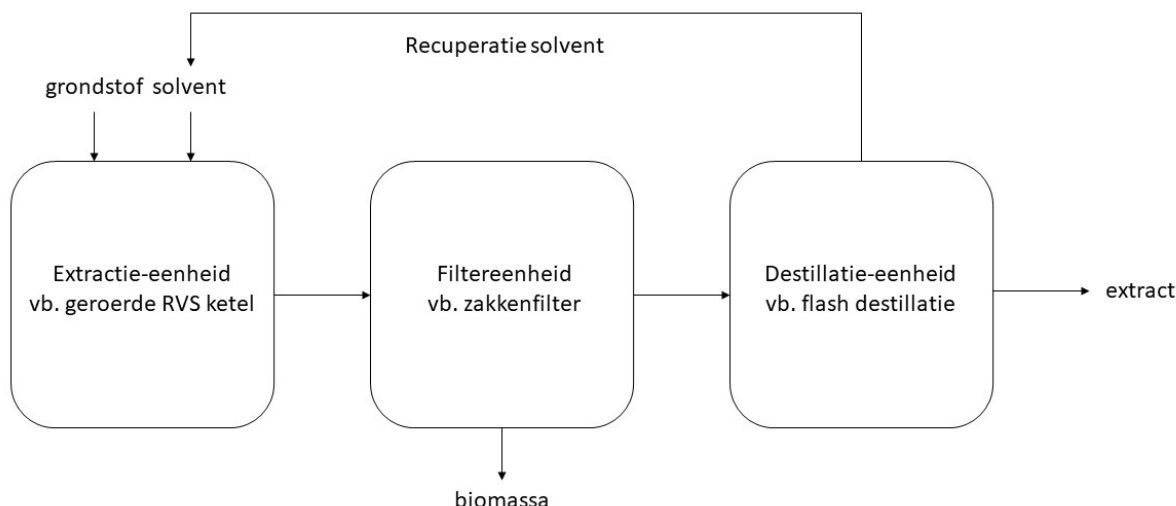 Recuperatie solvent
grondstof solvent
Extractie-eenheid
vb. geroerde RVS ketel
Filtereenheid
vb. zakkenfilter
Destillatie-eenheid
vb. flash destillatie
extract
biomassa